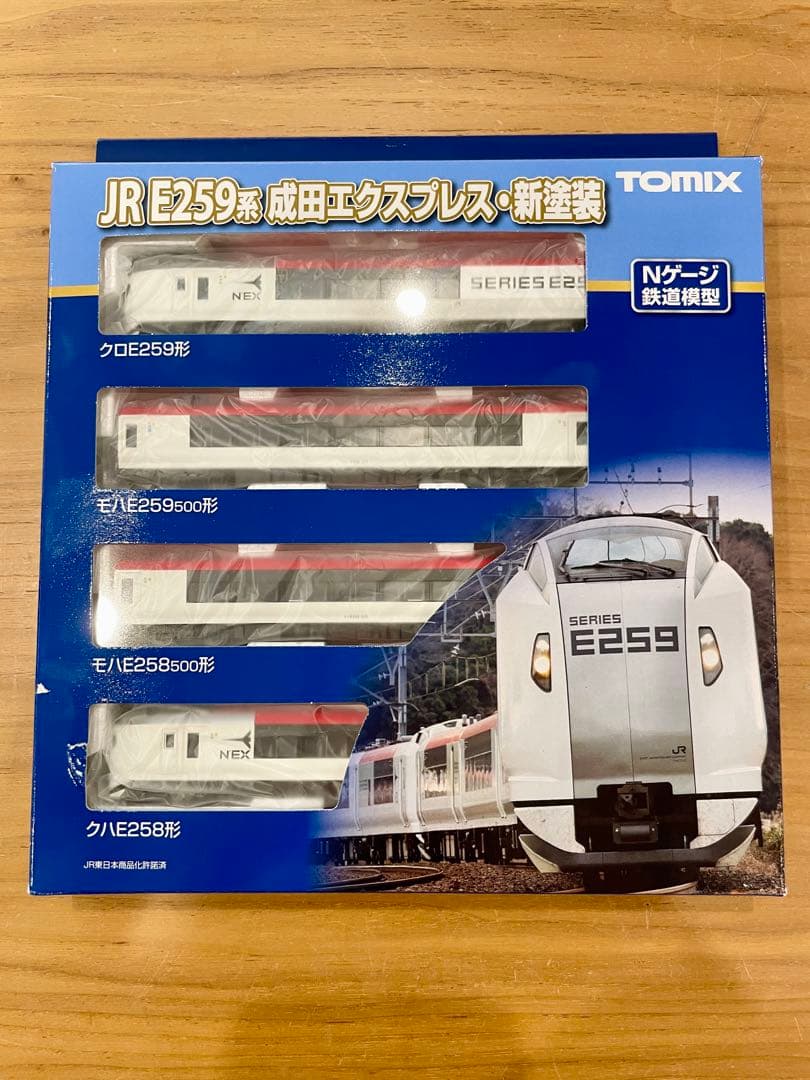 JR E259系 成田エクスプレス・新塗装
TOMIX
Nゲージ
鉄道模型
N'EX
SERIES E25
クロE259形
モハE259500形
モハE258500形
N'EX
クハE258形
SERIES
E259
JR
JR東日本商品化許諾済